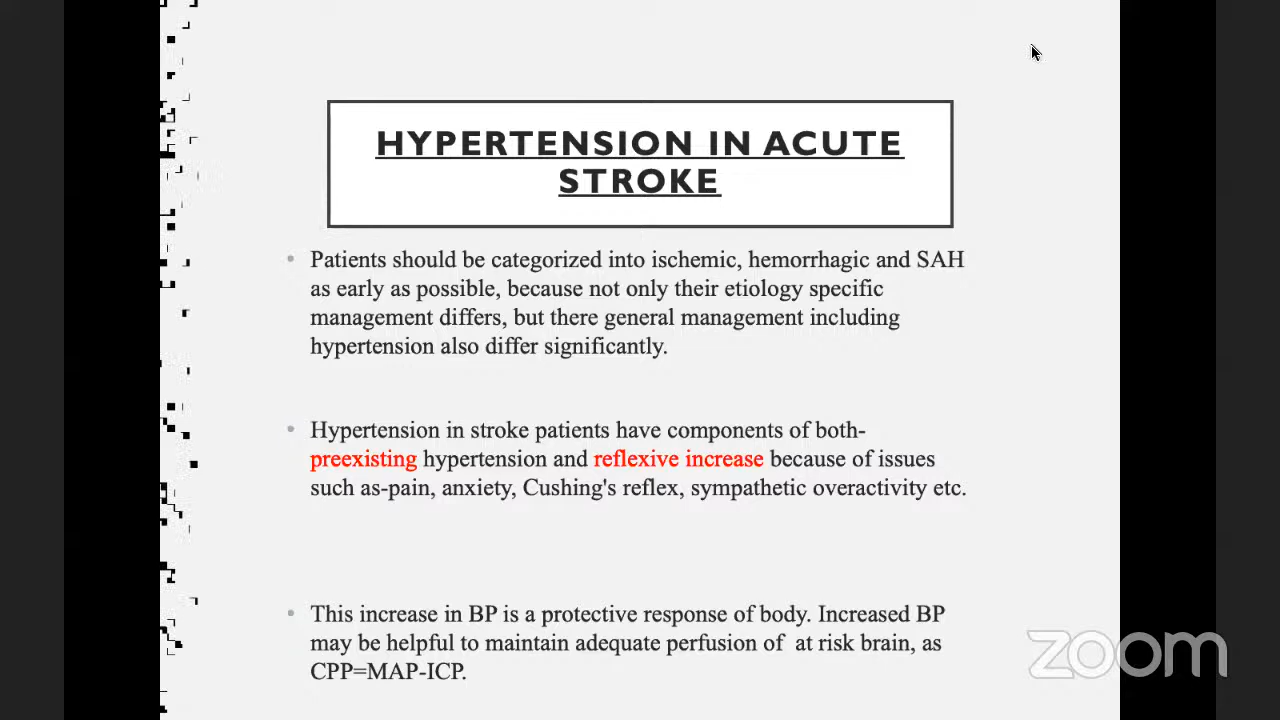 HYPERTENSION IN ACUTE
STROKE
• Patients should be categorized into ischemic, hemorrhagic and SAH
as early as possible, because not only their etiology specific
management differs, but there general management including
hypertension also differ significantly.
• Hypertension in stroke patients have components of both-
preexisting hypertension and reflexive increase because of issues
such as-pain, anxiety, Cushing's reflex, sympathetic overactivity etc.
• This increase in BP is a protective response of body. Increased BP
may be helpful to maintain adequate perfusion of at risk brain, as
CPP=MAP-ICP.
zoom